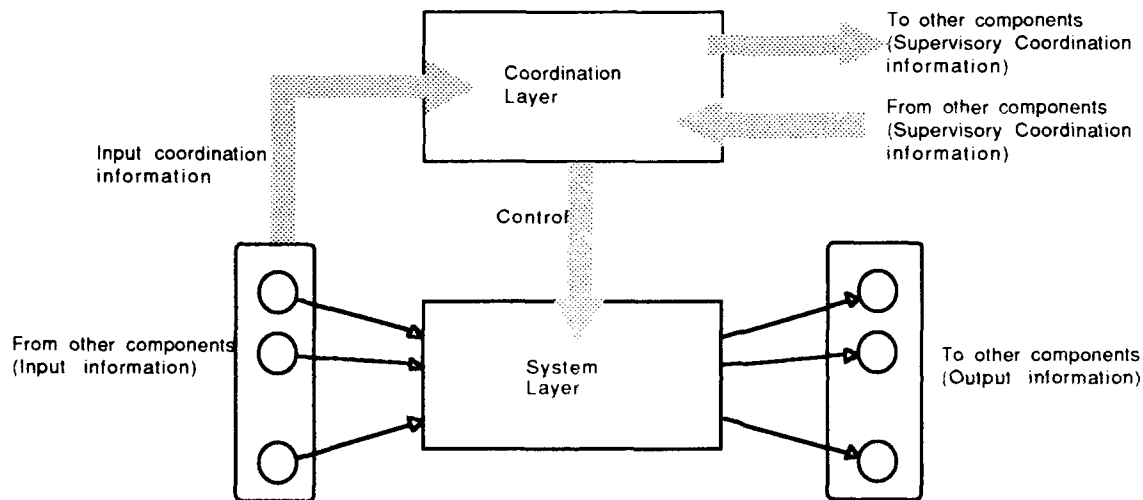 To other components
(Supervisory Coordination
information)
Coordination
Layer
From other components
(Supervisory Coordination
information)
Input coordination
information
Control
From other components
(Input information)
System
Layer
To other components
(Output information)